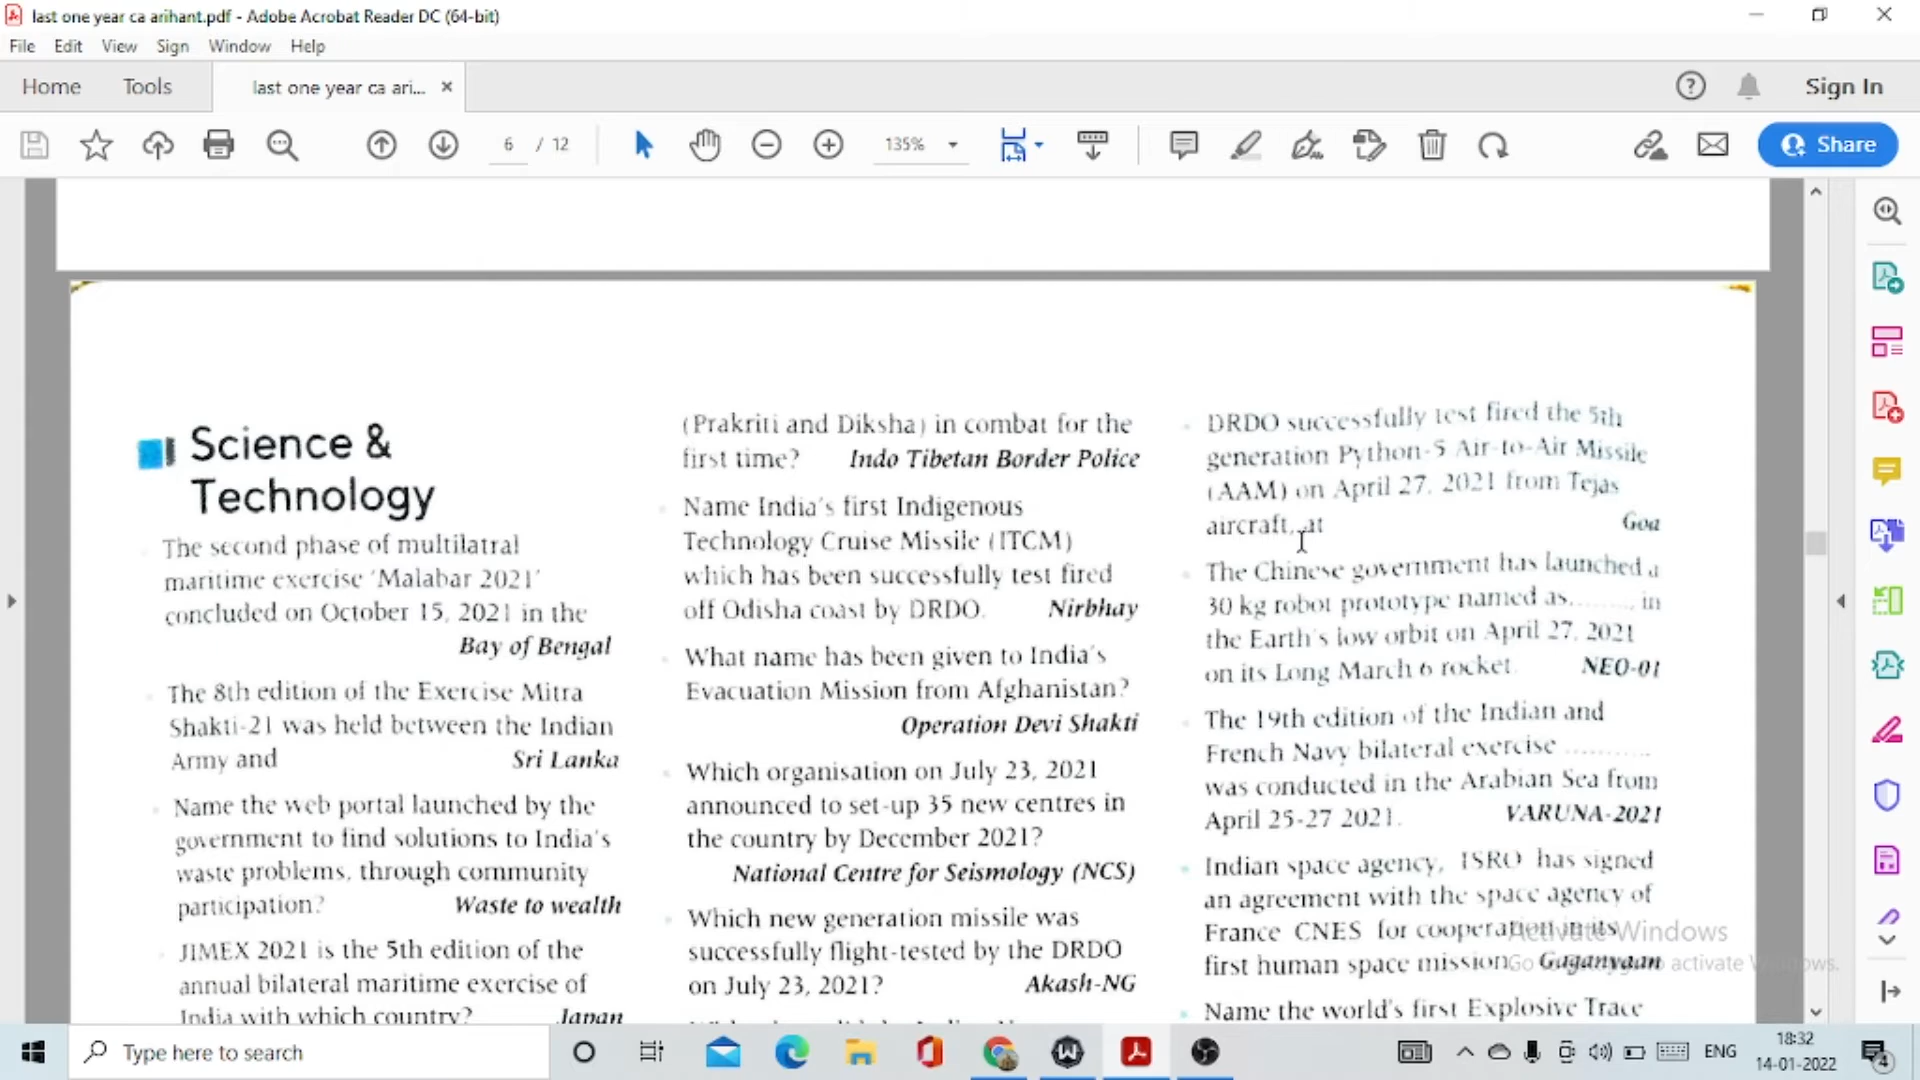 last one year ca arihant.pdf - Adobe Acrobat Reader DC (64-bit)
File Edit View Sign Window Help
Home Tools last one year ca ari... × Sign In
6 / 12 135% Share
Science &
Technology
The second phase of multilatral
maritime exercise 'Malabar 2021'
concluded on October 15, 2021 in the
Bay of Bengal
The 8th edition of the Exercise Mitra
Shakti-21 was held between the Indian
Army and Sri Lanka
Name the web portal launched by the
government to find solutions to India's
waste problems, through community
participation? Waste to wealth
JIMEX 2021 is the 5th edition of the
annual bilateral maritime exercise of
India with which country? Japan
(Prakriti and Diksha) in combat for the
first time? Indo Tibetan Border Police
Name India's first Indigenous
Technology Cruise Missile (ITCM)
which has been successfully test fired
off Odisha coast by DRDO. Nirbhay
What name has been given to India's
Evacuation Mission from Afghanistan?
Operation Devi Shakti
Which organisation on July 23, 2021
announced to set-up 35 new centres in
the country by December 2021?
National Centre for Seismology (NCS)
Which new generation missile was
successfully flight-tested by the DRDO
on July 23, 2021? Akash-NG
DRDO successfully test fired the 5th
generation Python-5 Air-to-Air Missile
(AAM) on April 27, 2021 from Tejas
aircraft, at Goa
The Chinese government has launched a
30 kg robot prototype named as........, in
the Earth's low orbit on April 27, 2021
on its Long March 6 rocket. NEO-01
The 19th edition of the Indian and
French Navy bilateral exercise ...........
was conducted in the Arabian Sea from
April 25-27 2021. VARUNA-2021
Indian space agency, ISRO has signed
an agreement with the space agency of
France CNES for cooperation in its
first human space mission Gaganyaan
Name the world's first Explosive Trace
Activate Windows
Go to activate Windows.
Type here to search
ENG
18:32
14-01-2022
4